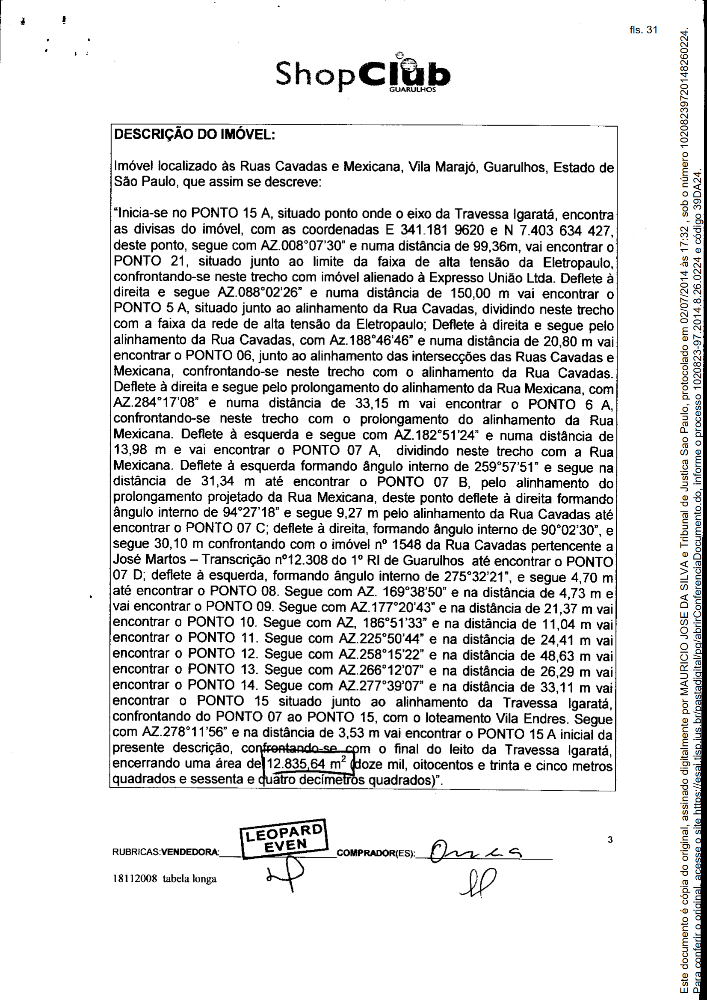 fls. 31
ShopClub
GUARULHOS
DESCRIÇÃO DO IMÓVEL:
Imóvel localizado às Ruas Cavadas e Mexicana, Vila Marajó, Guarulhos, Estado de
São Paulo, que assim se descreve:
“Inicia-se no PONTO 15 A, situado ponto onde o eixo da Travessa Igaratá, encontra
as divisas do imóvel, com as coordenadas E 341.181 9620 e N 7.403 634 427,
deste ponto, segue com AZ.008°07’30” e numa distância de 99,36m, vai encontrar o
PONTO 21, situado junto ao limite da faixa de alta tensão da Eletropaulo,
confrontando-se neste trecho com imóvel alienado à Expresso União Ltda. Deflete à
direita e segue AZ.088°02’26” e numa distância de 150,00 m vai encontrar o
PONTO 5 A, situado junto ao alinhamento da Rua Cavadas, dividindo neste trecho
com a faixa da rede de alta tensão da Eletropaulo; Deflete à direita e segue pelo
alinhamento da Rua Cavadas, com Az.188°46’46” e numa distância de 20,80 m vai
encontrar o PONTO 06, junto ao alinhamento das intersecções das Ruas Cavadas e
Mexicana, confrontando-se neste trecho com o alinhamento da Rua Cavadas.
Deflete à direita e segue pelo prolongamento do alinhamento da Rua Mexicana, com
AZ.284°17’08” e numa distância de 33,15 m vai encontrar o PONTO 6 A,
confrontando-se neste trecho com o prolongamento do alinhamento da Rua
Mexicana. Deflete à esquerda e segue com AZ.182°51’24” e numa distância de
13,98 m e vai encontrar o PONTO 07 A, dividindo neste trecho com a Rua
Mexicana. Deflete à esquerda formando ângulo interno de 259°57’51” e segue na
distância de 31,34 m até encontrar o PONTO 07 B, pelo alinhamento do
prolongamento projetado da Rua Mexicana, deste ponto deflete à direita formando
ângulo interno de 94°27’18” e segue 9,27 m pelo alinhamento da Rua Cavadas até
encontrar o PONTO 07 C; deflete à direita, formando ângulo interno de 90°02’30”, e
segue 30,10 m confrontando com o imóvel nº 1548 da Rua Cavadas pertencente a
José Martos – Transcrição nº12.308 do 1º RI de Guarulhos até encontrar o PONTO
07 D; deflete à esquerda, formando ângulo interno de 275°32’21”, e segue 4,70 m
até encontrar o PONTO 08. Segue com AZ. 169°38’50” e na distância de 4,73 m e
vai encontrar o PONTO 09. Segue com AZ.177°20’43” e na distância de 21,37 m vai
encontrar o PONTO 10. Segue com AZ, 186°51’33” e na distância de 11,04 m vai
encontrar o PONTO 11. Segue com AZ.225°50’44” e na distância de 24,41 m vai
encontrar o PONTO 12. Segue com AZ.258°15’22” e na distância de 48,63 m vai
encontrar o PONTO 13. Segue com AZ.266°12’07” e na distância de 26,29 m vai
encontrar o PONTO 14. Segue com AZ.277°39’07” e na distância de 33,11 m vai
encontrar o PONTO 15 situado junto ao alinhamento da Travessa Igaratá,
confrontando do PONTO 07 ao PONTO 15, com o loteamento Vila Endres. Segue
com AZ.278°11’56” e na distância de 3,53 m vai encontrar o PONTO 15 A inicial da
presente descrição, confrontando-se com o final do leito da Travessa Igaratá,
encerrando uma área de 12.835,64 m² (doze mil, oitocentos e trinta e cinco metros
quadrados e sessenta e quatro decímetros quadrados)”.
LEOPARD
EVEN
3
RUBRICAS:VENDEDORA: COMPRADOR(ES):
18112008 tabela longa
Este documento é cópia do original, assinado digitalmente por MAURICIO JOSE DA SILVA e Tribunal de Justica Sao Paulo, protocolado em 02/07/2014 às 17:32 , sob o número 10208239720148260224.
Para conferir o original, acesse o site https://esaj.tjsp.jus.br/pastadigital/pg/abrirConferenciaDocumento.do, informe o processo 1020823-97.2014.8.26.0224 e código 39DA24.